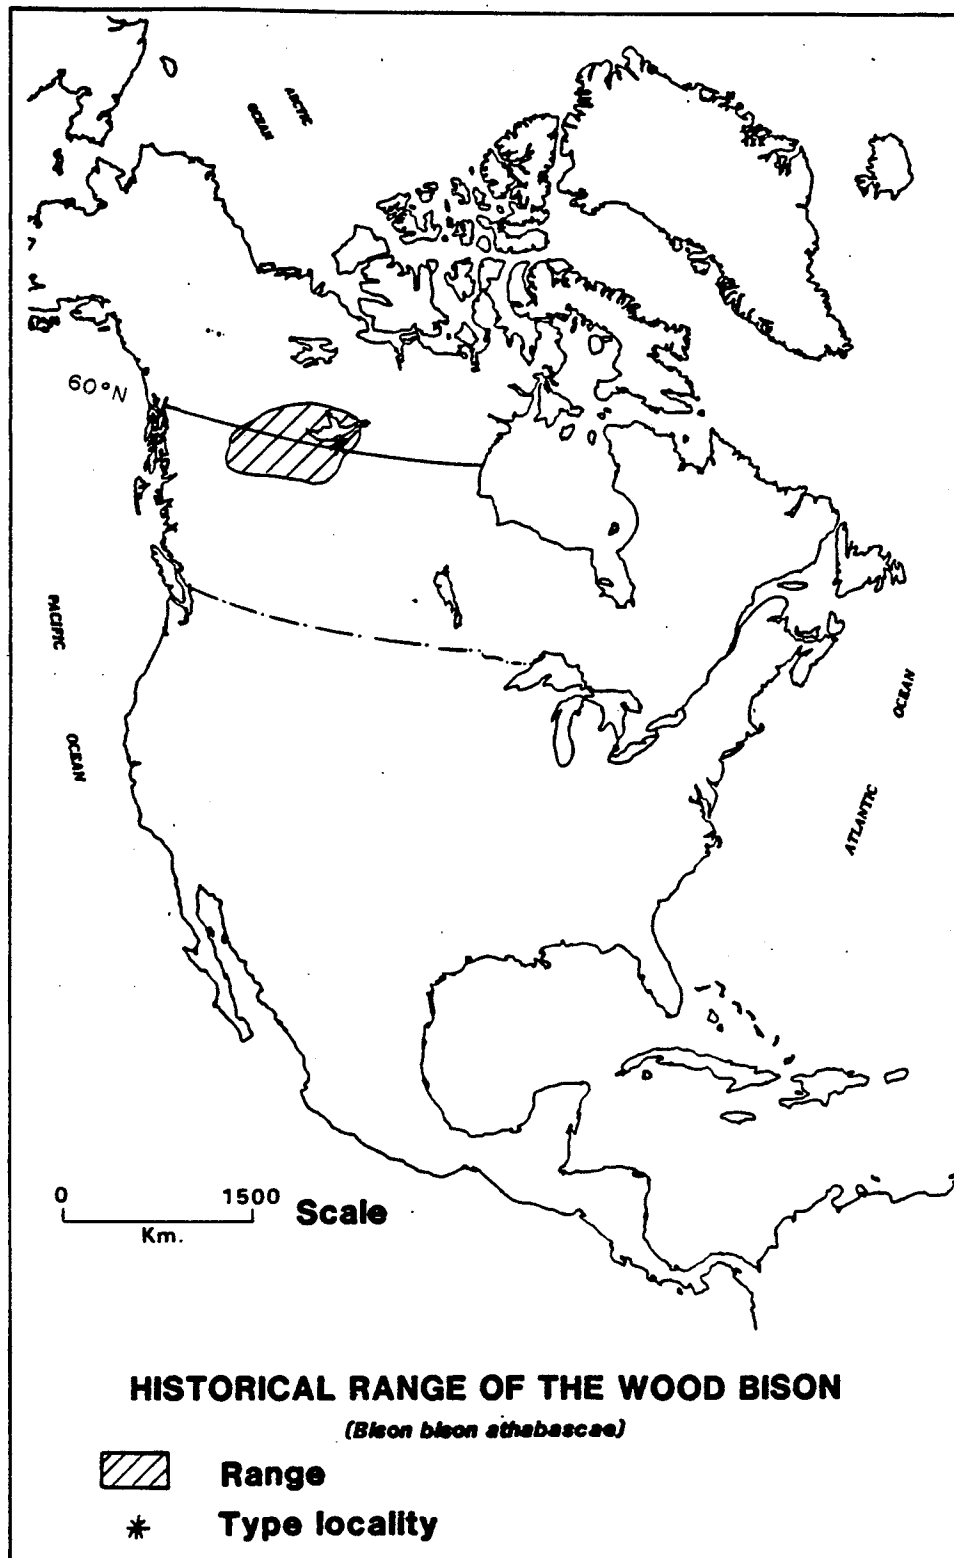 ARCTIC
OCEAN
60°N
PACIFIC
OCEAN
OCEAN
ATLANTIC
0 1500 Scale
Km.
HISTORICAL RANGE OF THE WOOD BISON
(Bison bison athabascae)
Range
Type locality